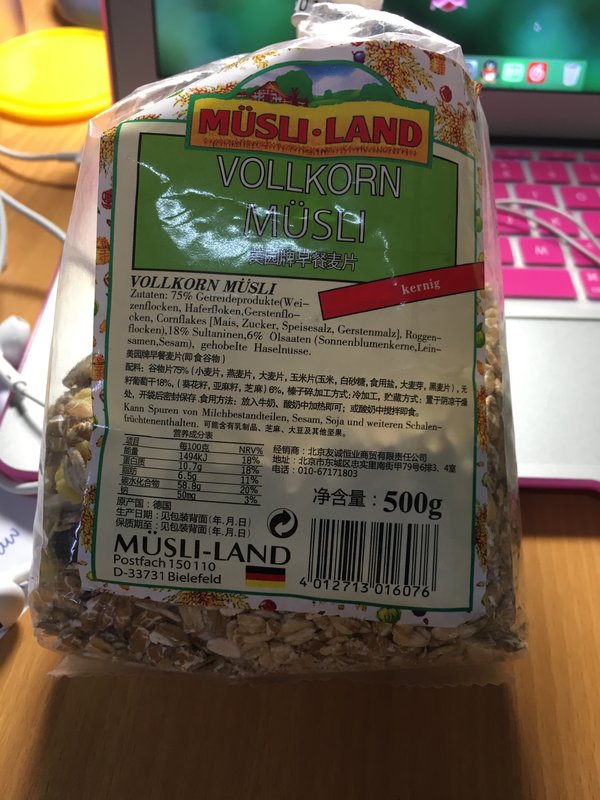 MÜSLI·LAND
VOLLKORN
MÜSLI
美园牌早餐麦片
kernig
VOLLKORN MÜSLI
Zutaten: 75% Getreideprodukte(Wei-
zenflocken, Haferfloken,Gerstenflo-
cken, Cornflakes [Mais, Zucker, Speisesalz, Gerstenmalz], Roggen-
flocken),18% Sultaninen,6% Ölsaaten (Sonnenblumenkerne,Lein-
samen,Sesam), gehobelte Haselnüsse.
美园牌早餐麦片(即食谷物)
配料：谷物片75% (小麦片, 燕麦片, 大麦片, 玉米片(玉米, 白砂糖, 食用盐, 大麦芽, 黑麦片), 无
籽葡萄干18%, (葵花籽, 亚麻籽, 芝麻) 6%, 榛子碎.加工方式：冷加工, 贮藏方式：置于阴凉干燥
处, 开袋后密封保存.食用方法：放入牛奶、酸奶中加热即可；或酸奶中搅拌即食。
Kann Spuren von Milchbestandteilen, Sesam, Soja und weiteren Schalen-
früchtenenthalten. 可能含有乳制品、芝麻、大豆及其他坚果。
营养成分表
项目 每100克 NRV%
能量 1494KJ 18%
蛋白质 10.7g 18%
脂肪 6.5g 11%
碳水化合物 58.8g 20%
钠 50mg 3%
经销商：北京友诚恒业商贸有限责任公司
地址：北京市东城区忠实里南街甲79号6排3、4室
电话：010-67171803
原产国：德国
生产日期：见包装背面(年.月.日)
保质期至：见包装背面(年.月.日)
净含量：500g
MÜSLI-LAND
Postfach 150 110
D-33731 Bielefeld
4 012713 016076